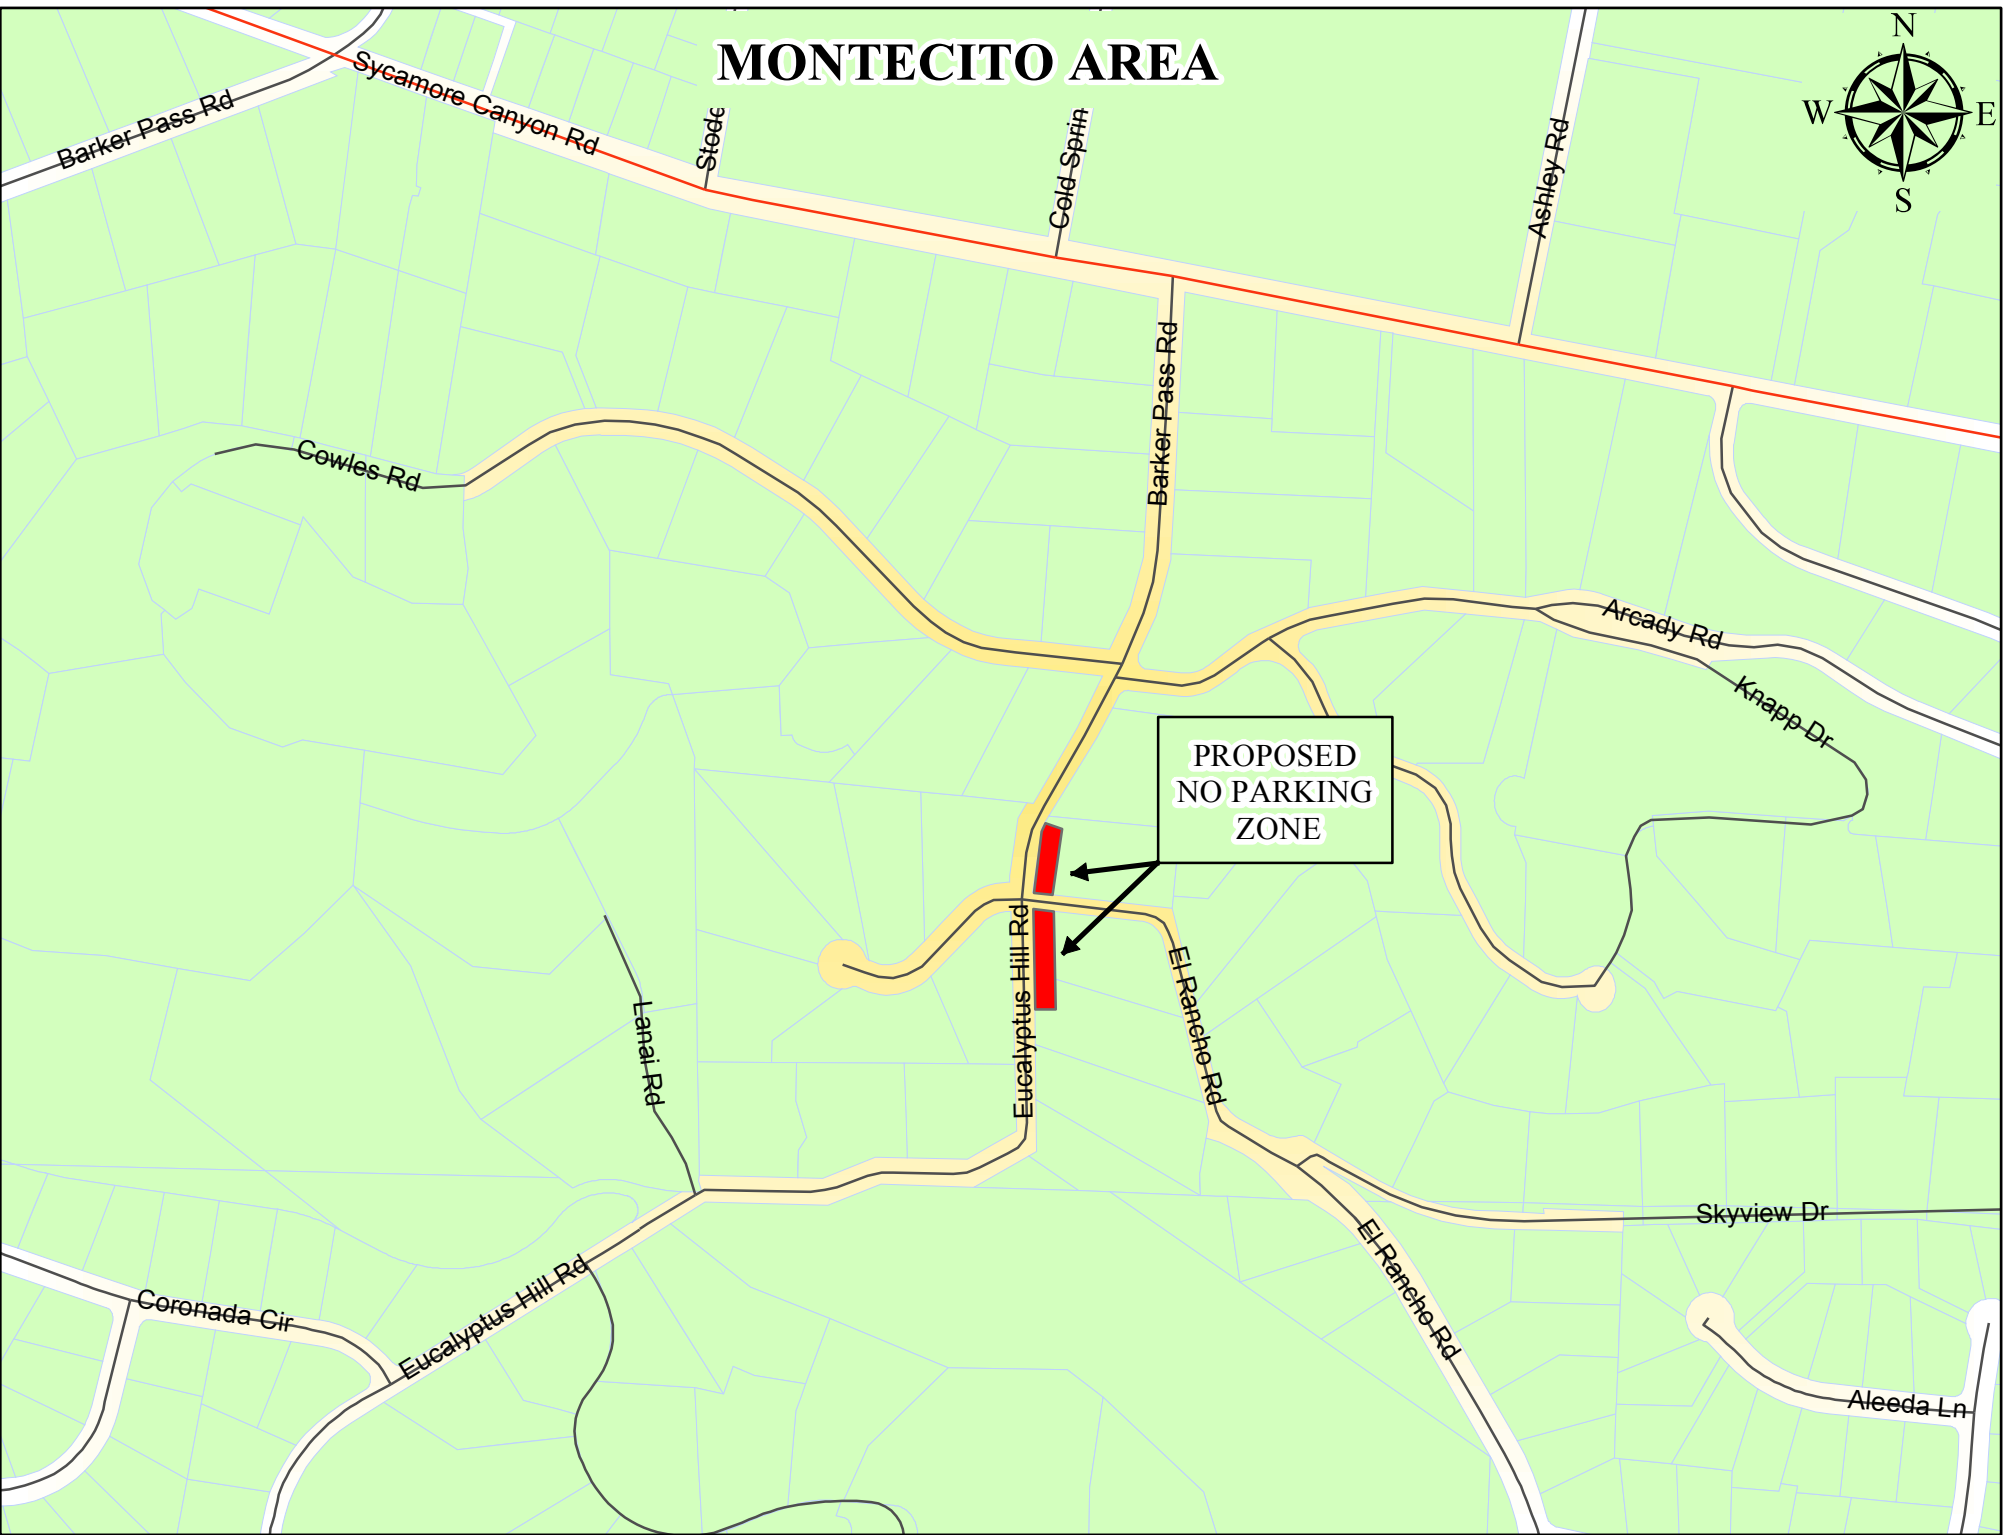 MONTECITO AREA
N
W
E
S
Barker Pass Rd
Sycamore Canyon Rd
Cold Sprin
Ashley Rd
Barker Pass Rd
Cowles Rd
Arcady Rd
Knapp Dr
PROPOSED
NO PARKING
ZONE
Eucalyptus Hill Rd
El Rancho Rd
Lanai Rd
Skyview Dr
El Rancho Rd
Coronada Cir
Eucalyptus Hill Rd
Aleeda Ln